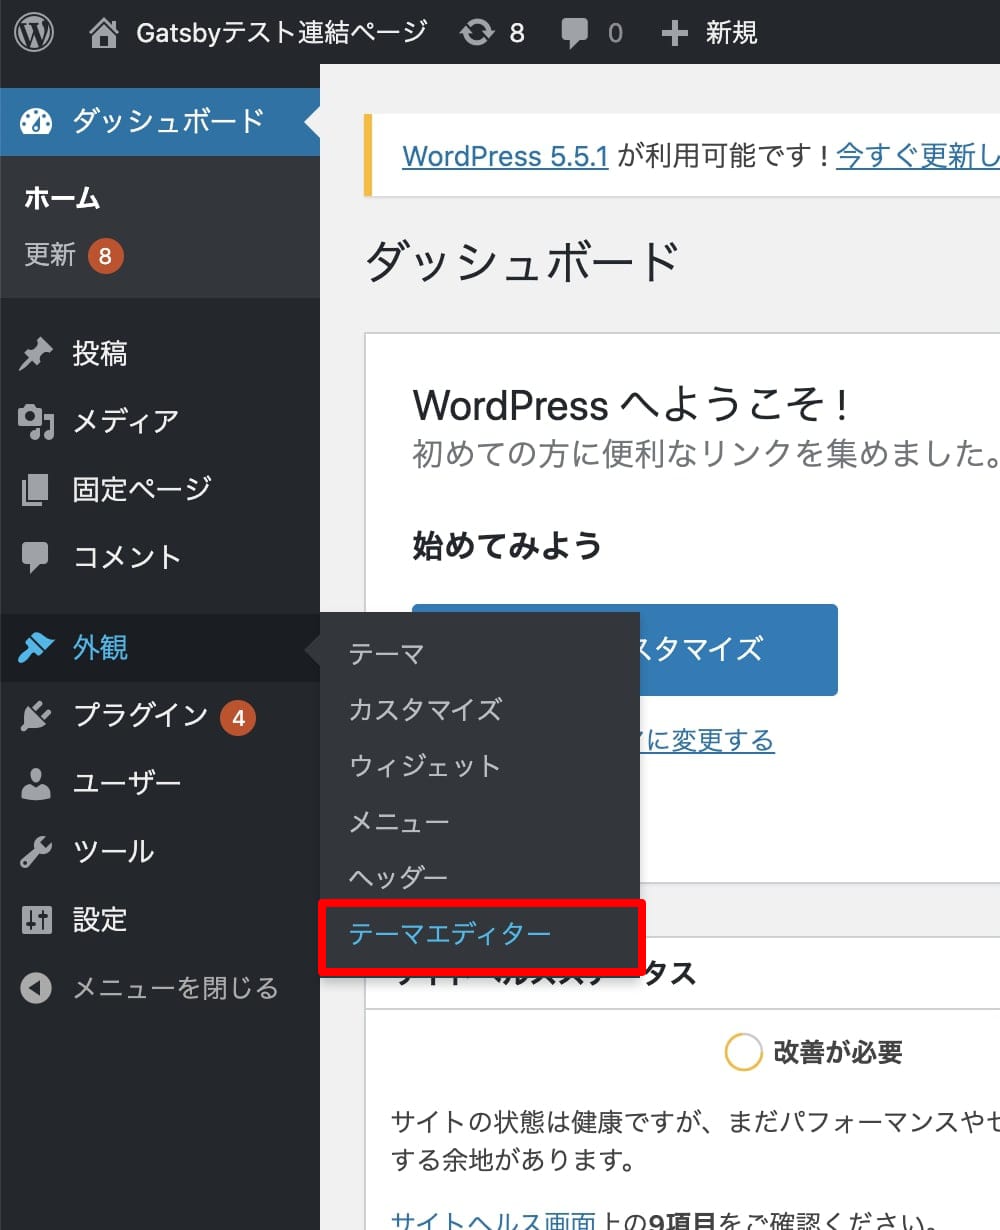 Gatsbyテスト連結ページ 8 0 新規
ダッシュボード
ホーム
更新 8
投稿
メディア
固定ページ
コメント
外観
プラグイン 4
ユーザー
ツール
設定
メニューを閉じる
テーマ
カスタマイズ
ウィジェット
メニュー
ヘッダー
テーマエディター
WordPress 5.5.1 が利用可能です ! 今すぐ更新し
ダッシュボード
WordPress へようこそ !
初めての方に便利なリンクを集めました。
始めてみよう
スタマイズ
に変更する
タス
改善が必要
サイトの状態は健康ですが、まだパフォーマンスやセ
する余地があります。
サイトヘルス画面上の9項目をご確認ください。